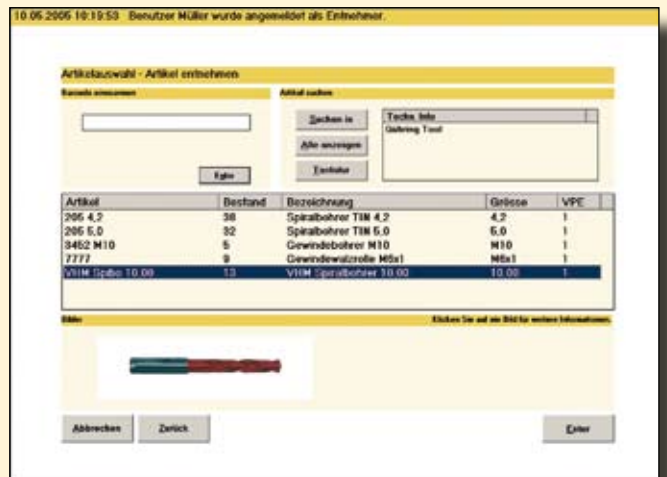 10.05.2005 10:19:53 Benutzer Müller wurde angemeldet als Entnehmer.
Artikelauswahl - Artikel entnehmen
Barcode einscannen
Artikel suchen
Suchen in
Alle anzeigen
Tastatur
Techn. Info
Gühring Tool
Artikel Bestand Bezeichnung Grösse VPE
205 4,2 38 Spiralbohrer TIN 4,2 4,2 1
205 5,0 32 Spiralbohrer TIN 5,0 5,0 1
3452 M10 5 Gewindebohrer M10 M10 1
7777 9 Gewindewalzrolle M6x1 M6x1 1
VHM Spibo 10,00 13 VHM Spiralbohrer 10.00 10,00 1
Bilder
Klicken Sie auf ein Bild für weitere Informationen.
Abbrechen
Zurück
Enter